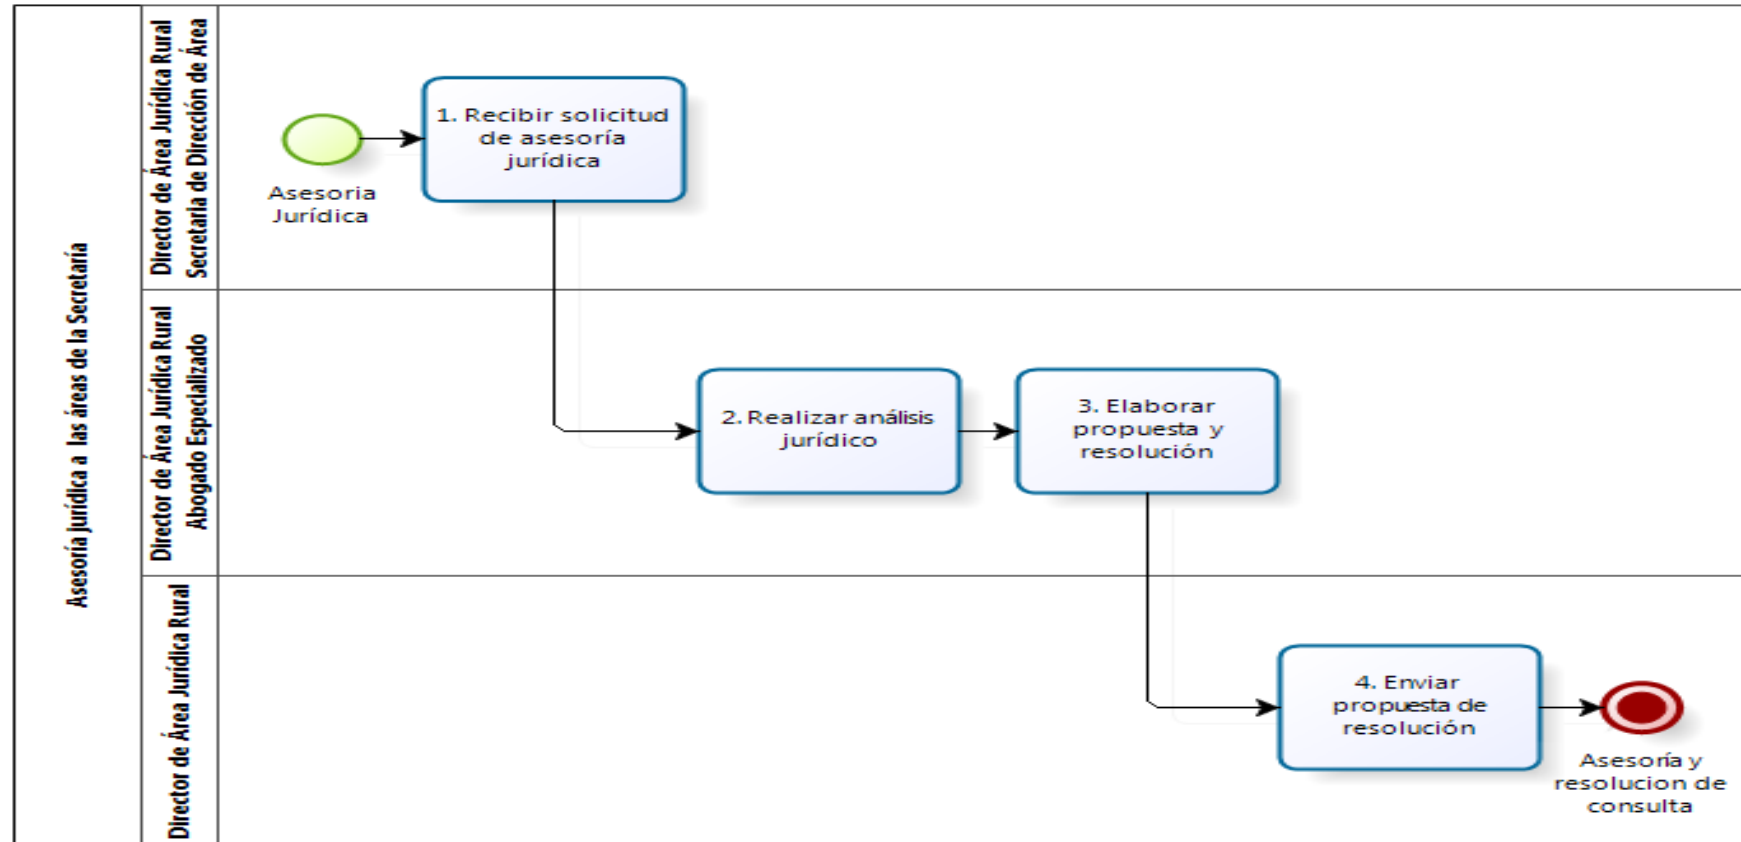 Asesoría jurídica a las áreas de la Secretaría
Director de Área Jurídica Rural
Secretaria de Dirección de Área
Asesoria
Jurídica
1. Recibir solicitud
de asesoría
jurídica
Director de Área Jurídica Rural
Abogado Especializado
2. Realizar análisis
jurídico
3. Elaborar
propuesta y
resolución
Director de Área Jurídica Rural
4. Enviar
propuesta de
resolución
Asesoría y
resolucion de
consulta